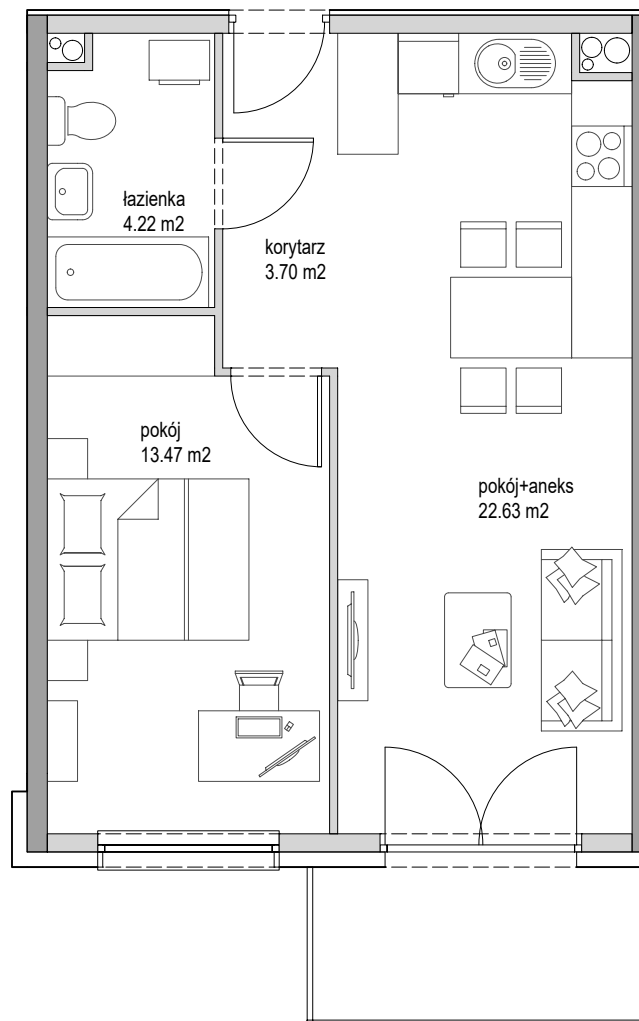 łazienka
4.22 m2
korytarz
3.70 m2
pokój
13.47 m2
pokój+aneks
22.63 m2